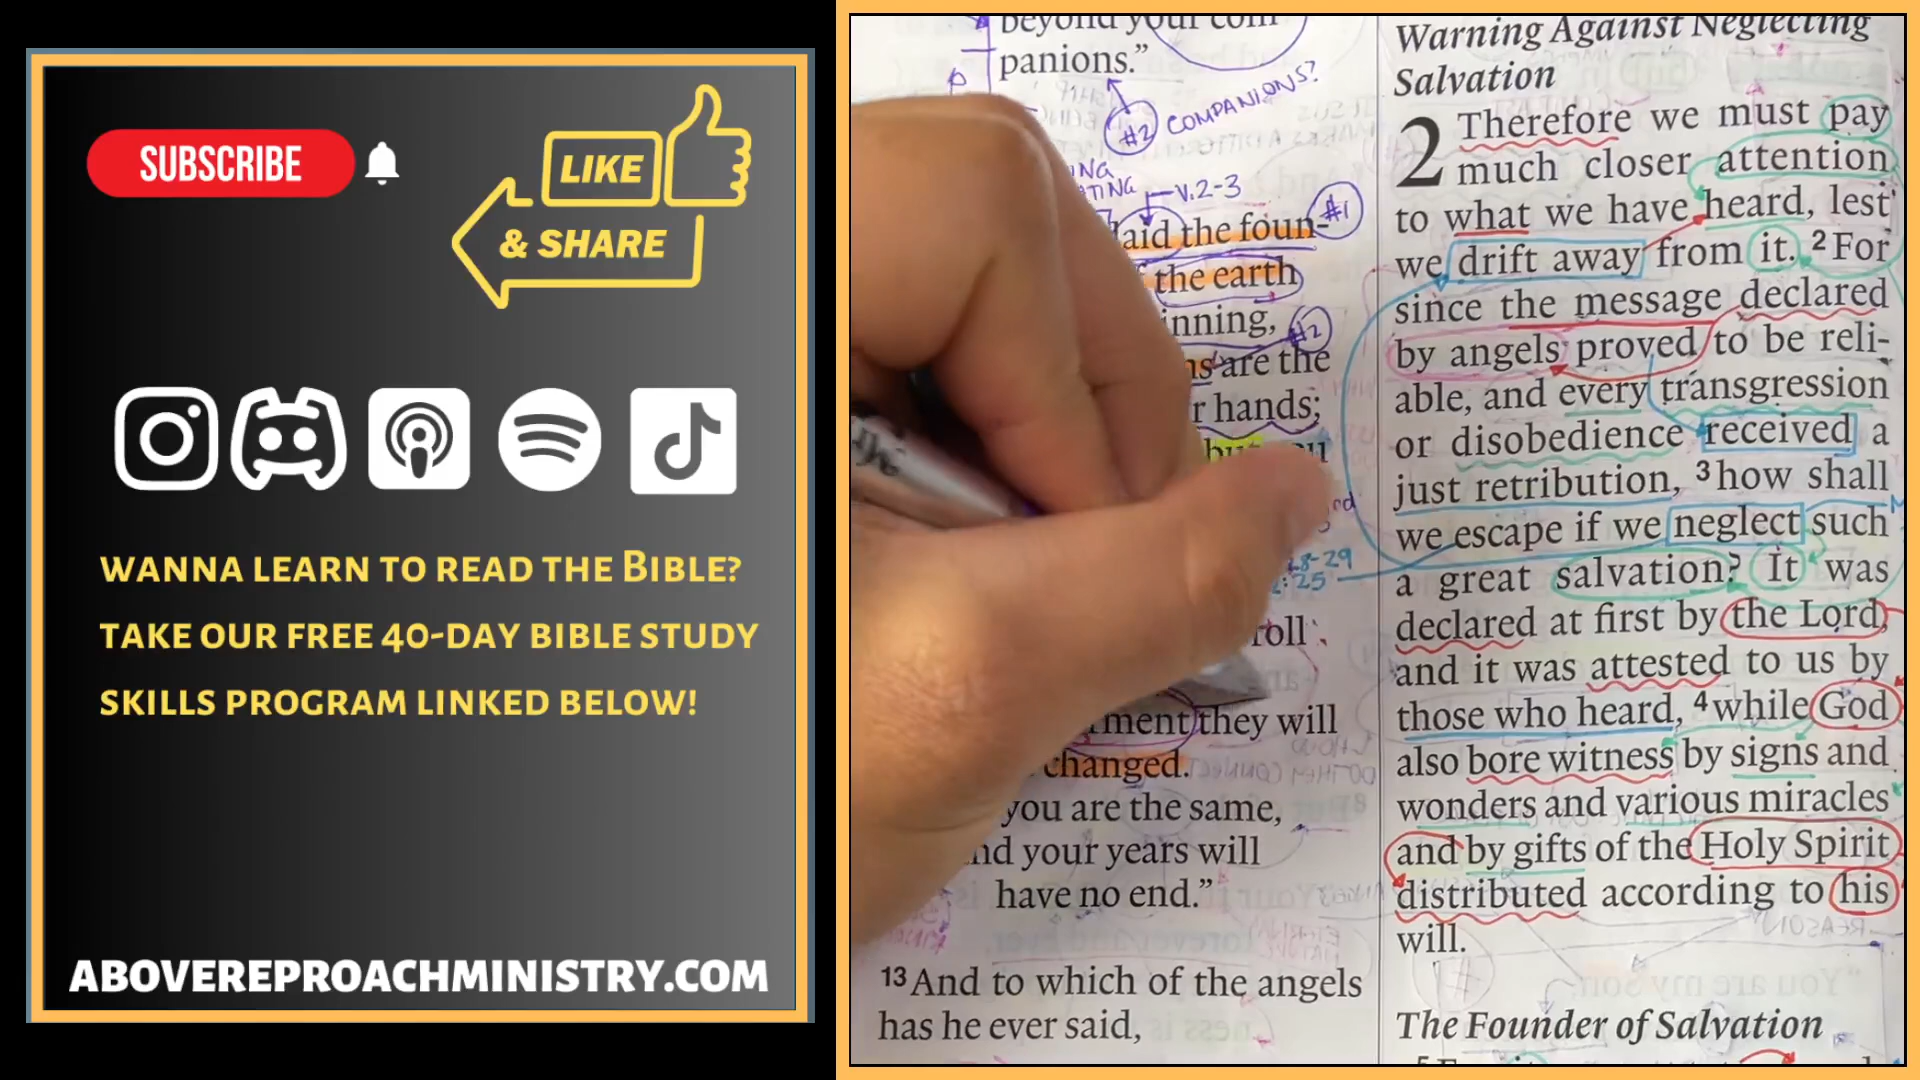 SUBSCRIBE
LIKE
& SHARE
WANNA LEARN TO READ THE BIBLE?
TAKE OUR FREE 40-DAY BIBLE STUDY
SKILLS PROGRAM LINKED BELOW!
ABOVEREPROACHMINISTRY.COM
beyond your com
panions.”
#2 COMPANIONS?
v.2-3
#1
aid the foun-
the earth
inning,
#2
are the
hands;
8-29
:25
roll
ment they will
changed.
you are the same,
nd your years will
have no end.”
13 And to which of the angels
has he ever said,
Warning Against Neglecting
Salvation
2 Therefore we must pay
much closer attention
to what we have heard, lest
we drift away from it. 2 For
since the message declared
by angels proved to be reli-
able, and every transgression
or disobedience received a
just retribution, 3 how shall
we escape if we neglect such
a great salvation? It was
declared at first by the Lord,
and it was attested to us by
those who heard, 4 while God
also bore witness by signs and
wonders and various miracles
and by gifts of the Holy Spirit
distributed according to his
will.
The Founder of Salvation